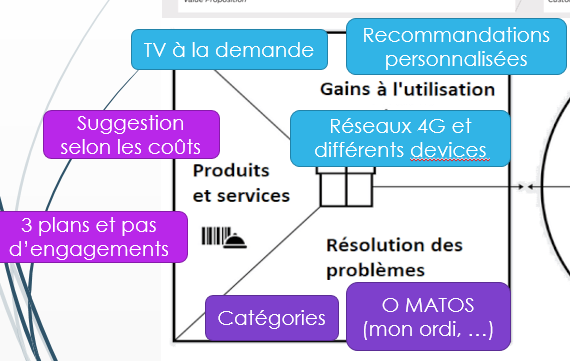 Value Proposition
TV à la demande
Recommandations
personnalisées
Gains à l'utilisation
Suggestion
selon les coûts
Réseaux 4G et
différents devices
Produits
et services
3 plans et pas
d'engagements
Résolution des
problèmes
Catégories
O MATOS
(mon ordi, …)